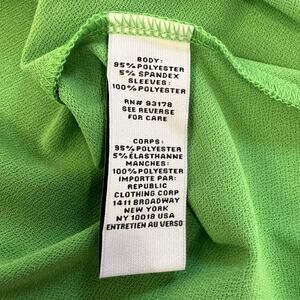 BODY:
95% POLYESTER
5% SPANDEX
SLEEVES:
100% POLYESTER
RN# 93178
SEE REVERSE
FOR CARE
CORPS:
95% POLYESTER
5% ÉLASTHANNE
MANCHES:
100% POLYESTER
IMPORTE PAR:
REPUBLIC
CLOTHING CORP
1411 BROADWAY
NEW YORK
NY 10018 USA
ENTRETIEN AU VERSO